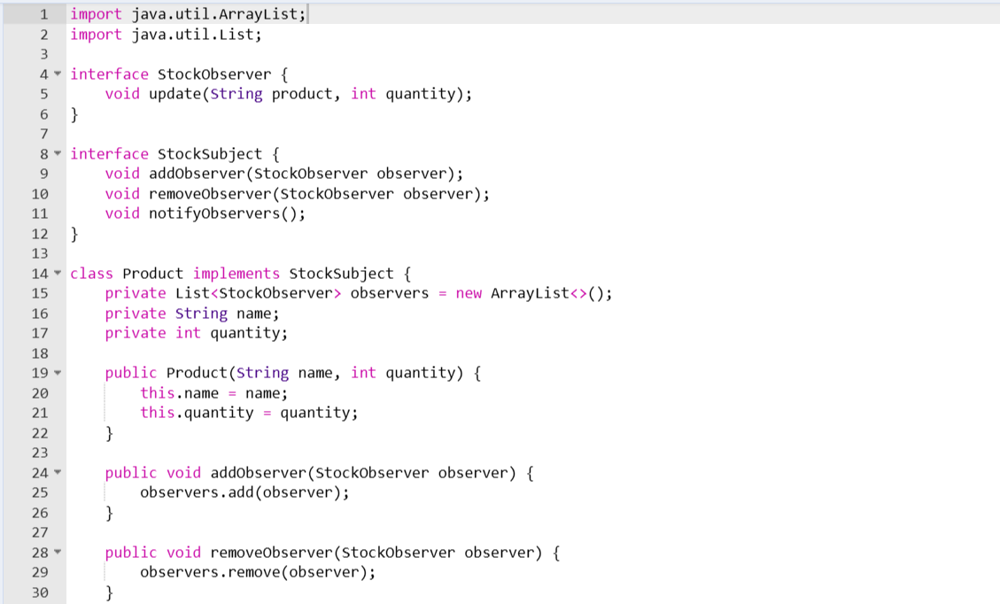 1 import java.util.ArrayList;
2 import java.util.List;
3
4 interface StockObserver {
5     void update(String product, int quantity);
6 }
7
8 interface StockSubject {
9     void addObserver(StockObserver observer);
10     void removeObserver(StockObserver observer);
11     void notifyObservers();
12 }
13
14 class Product implements StockSubject {
15     private List<StockObserver> observers = new ArrayList<>();
16     private String name;
17     private int quantity;
18
19     public Product(String name, int quantity) {
20         this.name = name;
21         this.quantity = quantity;
22     }
23
24     public void addObserver(StockObserver observer) {
25         observers.add(observer);
26     }
27
28     public void removeObserver(StockObserver observer) {
29         observers.remove(observer);
30     }